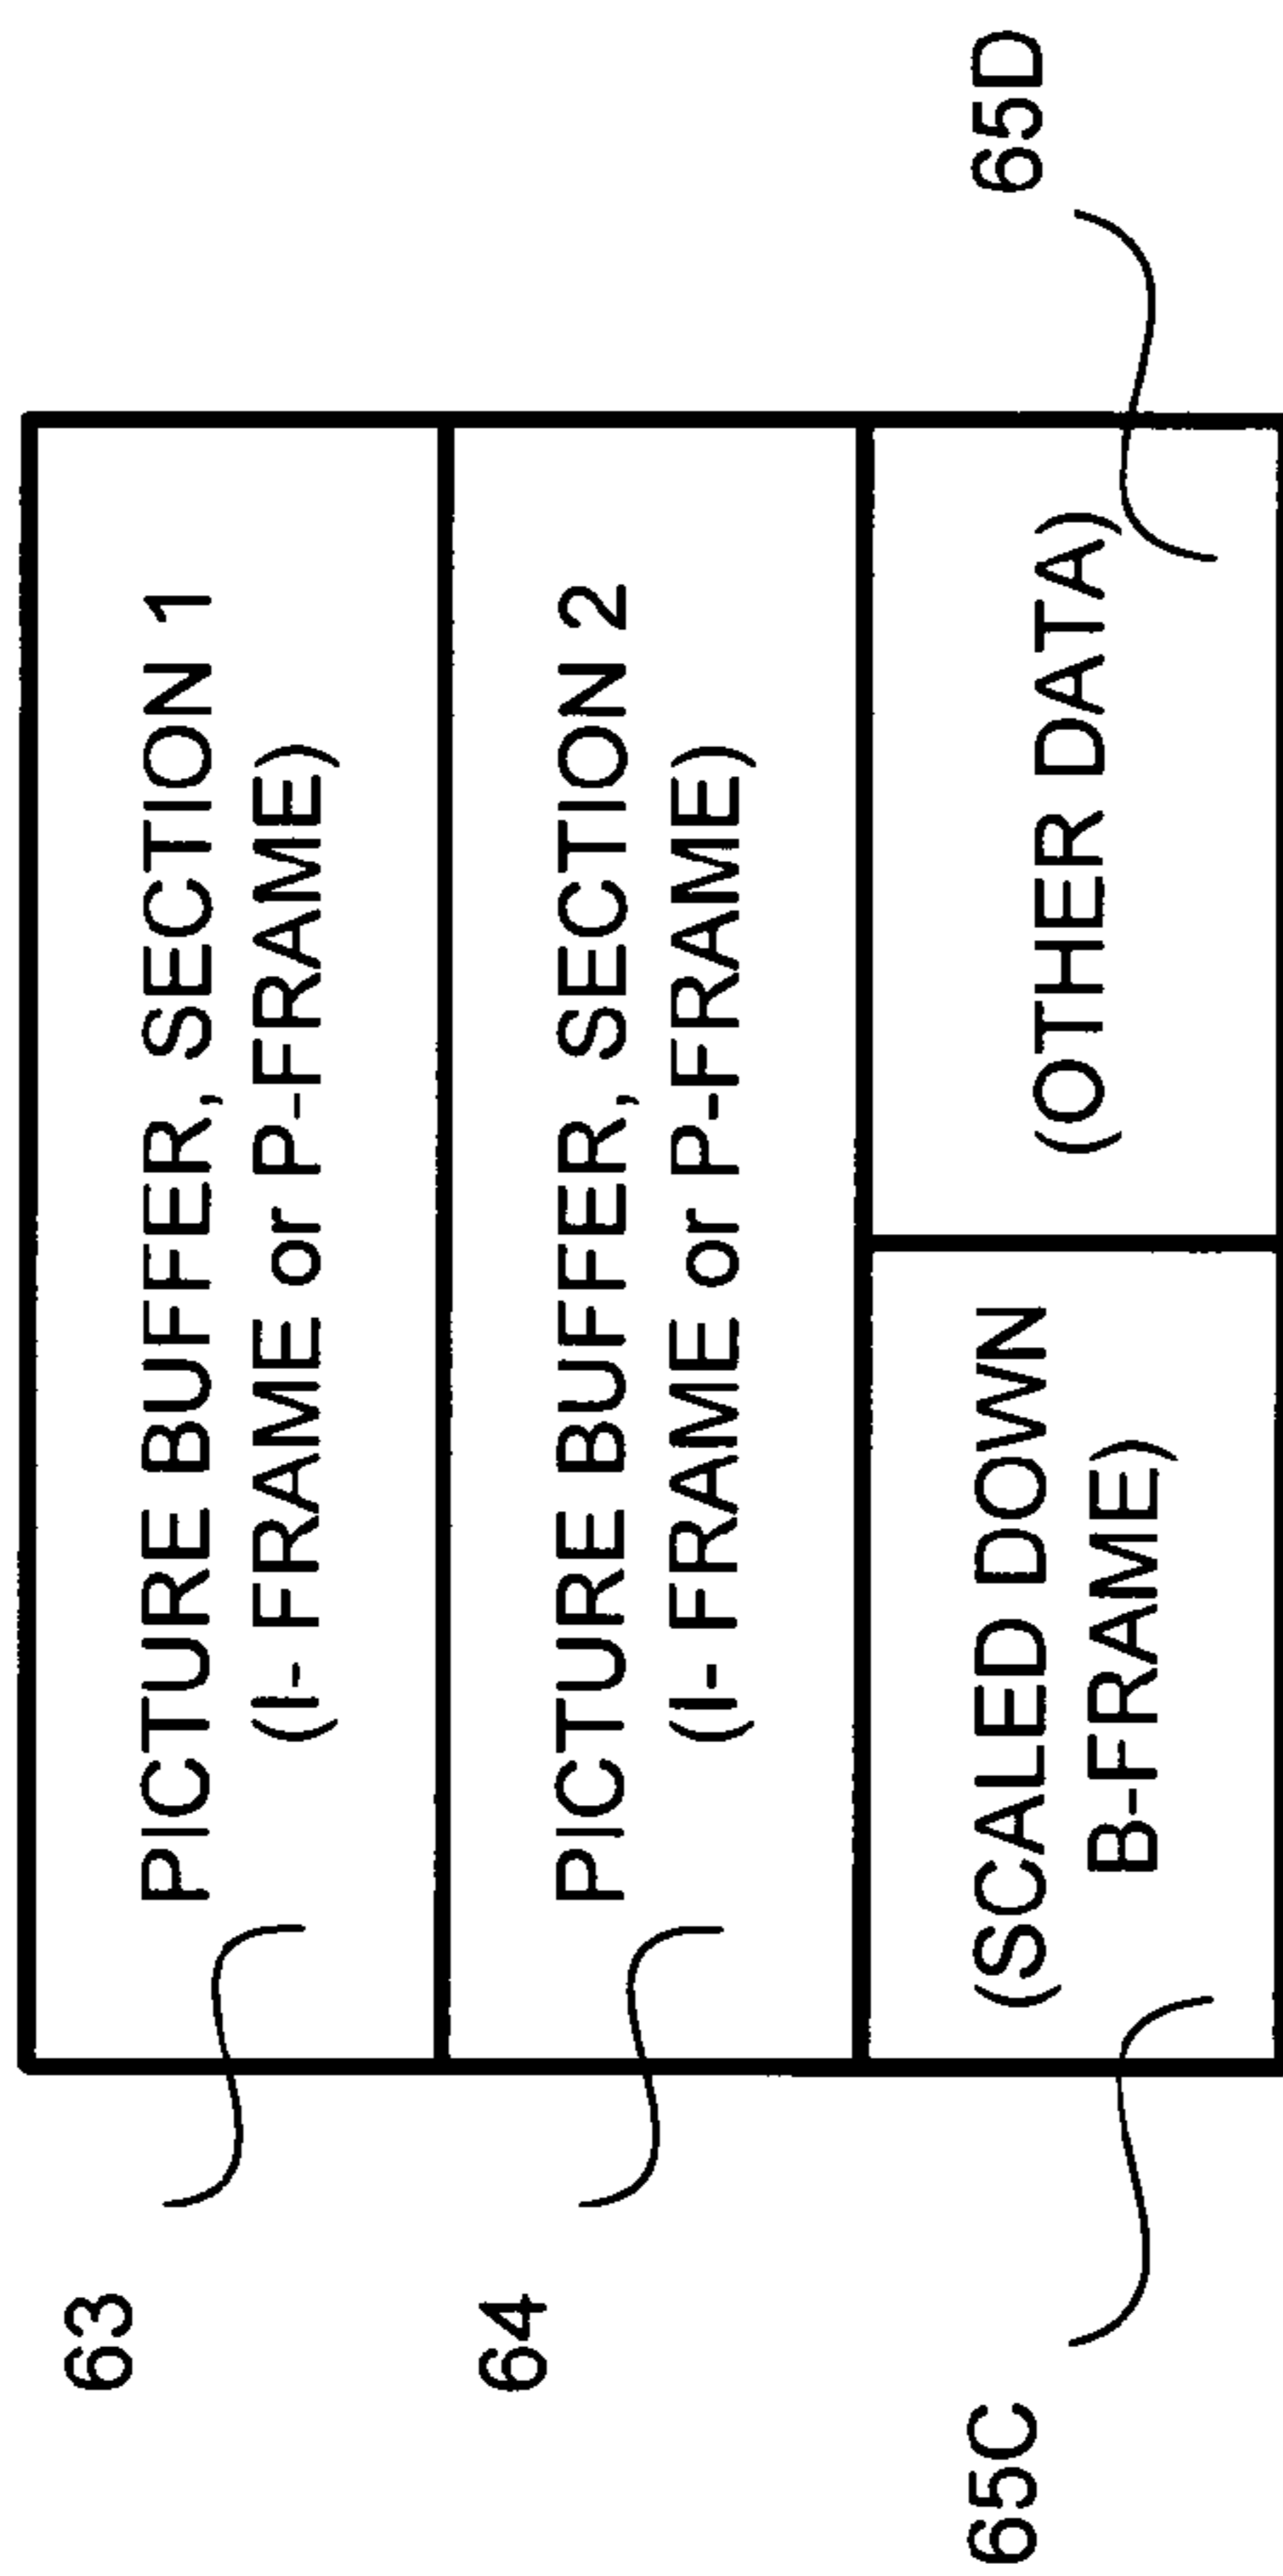 63
PICTURE BUFFER, SECTION 1
(I- FRAME or P-FRAME)
64
PICTURE BUFFER, SECTION 2
(I- FRAME or P-FRAME)
65C
(SCALED DOWN
B-FRAME)
(OTHER DATA)
65D